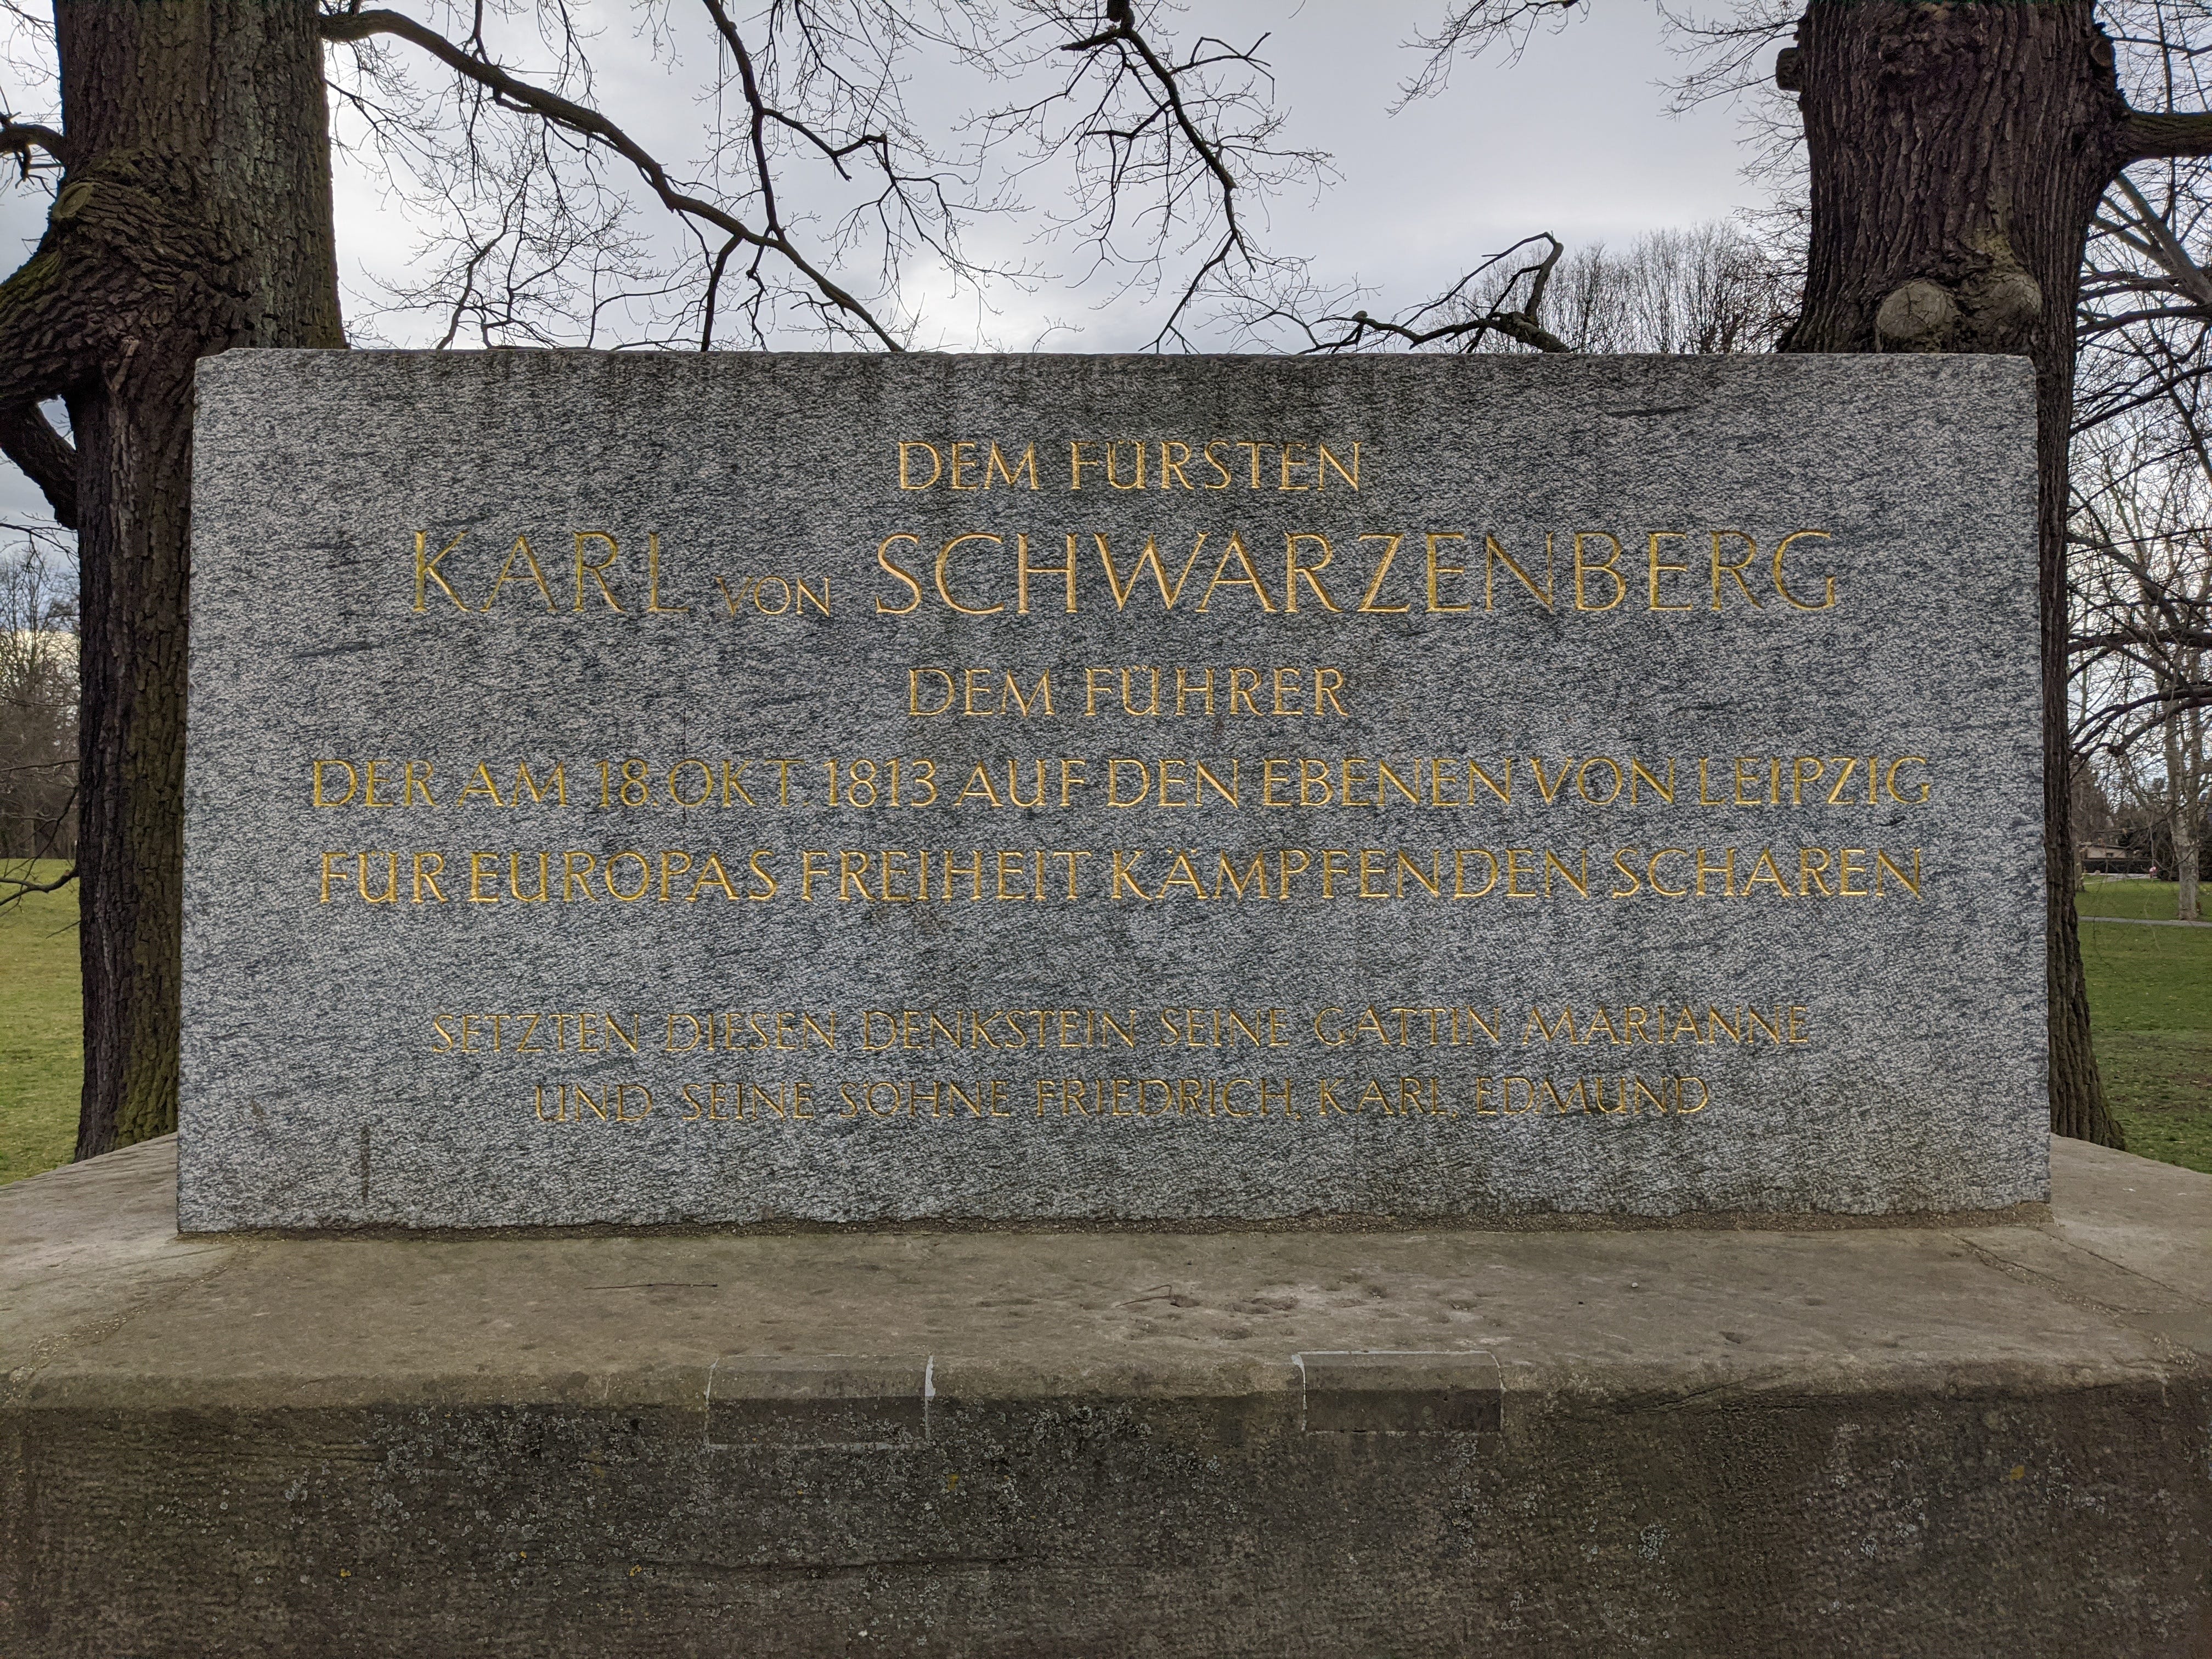 DEM FÜRSTEN
KARL VON SCHWARZENBERG
DEM FÜHRER
DER AM 18. OKT. 1813 AUF DEN EBENEN VON LEIPZIG
FÜR EUROPAS FREIHEIT KÄMPFENDEN SCHAREN
SETZTEN DIESEN DENKSTEIN SEINE GATTIN MARIANNE
UND SEINE SÖHNE FRIEDRICH, KARL, EDMUND